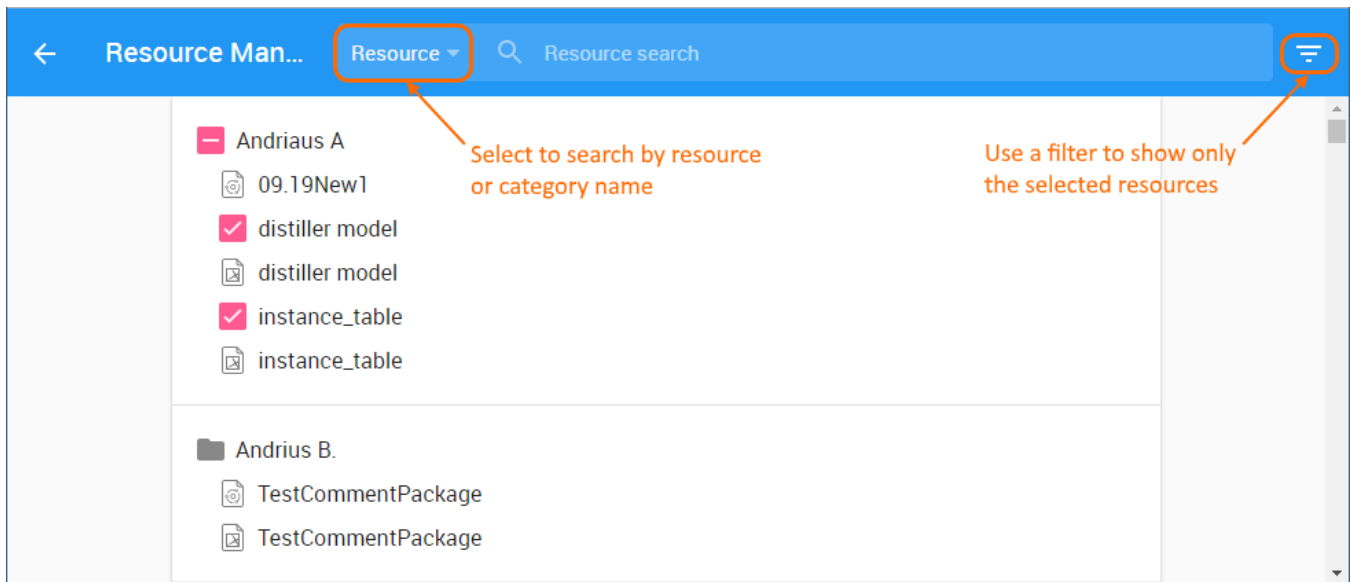 Resource Man...
Resource
Resource search
Andriaus A
Select to search by resource
or category name
Use a filter to show only
the selected resources
09.19New1
distiller model
distiller model
instance_table
instance_table
Andrius B.
TestCommentPackage
TestCommentPackage